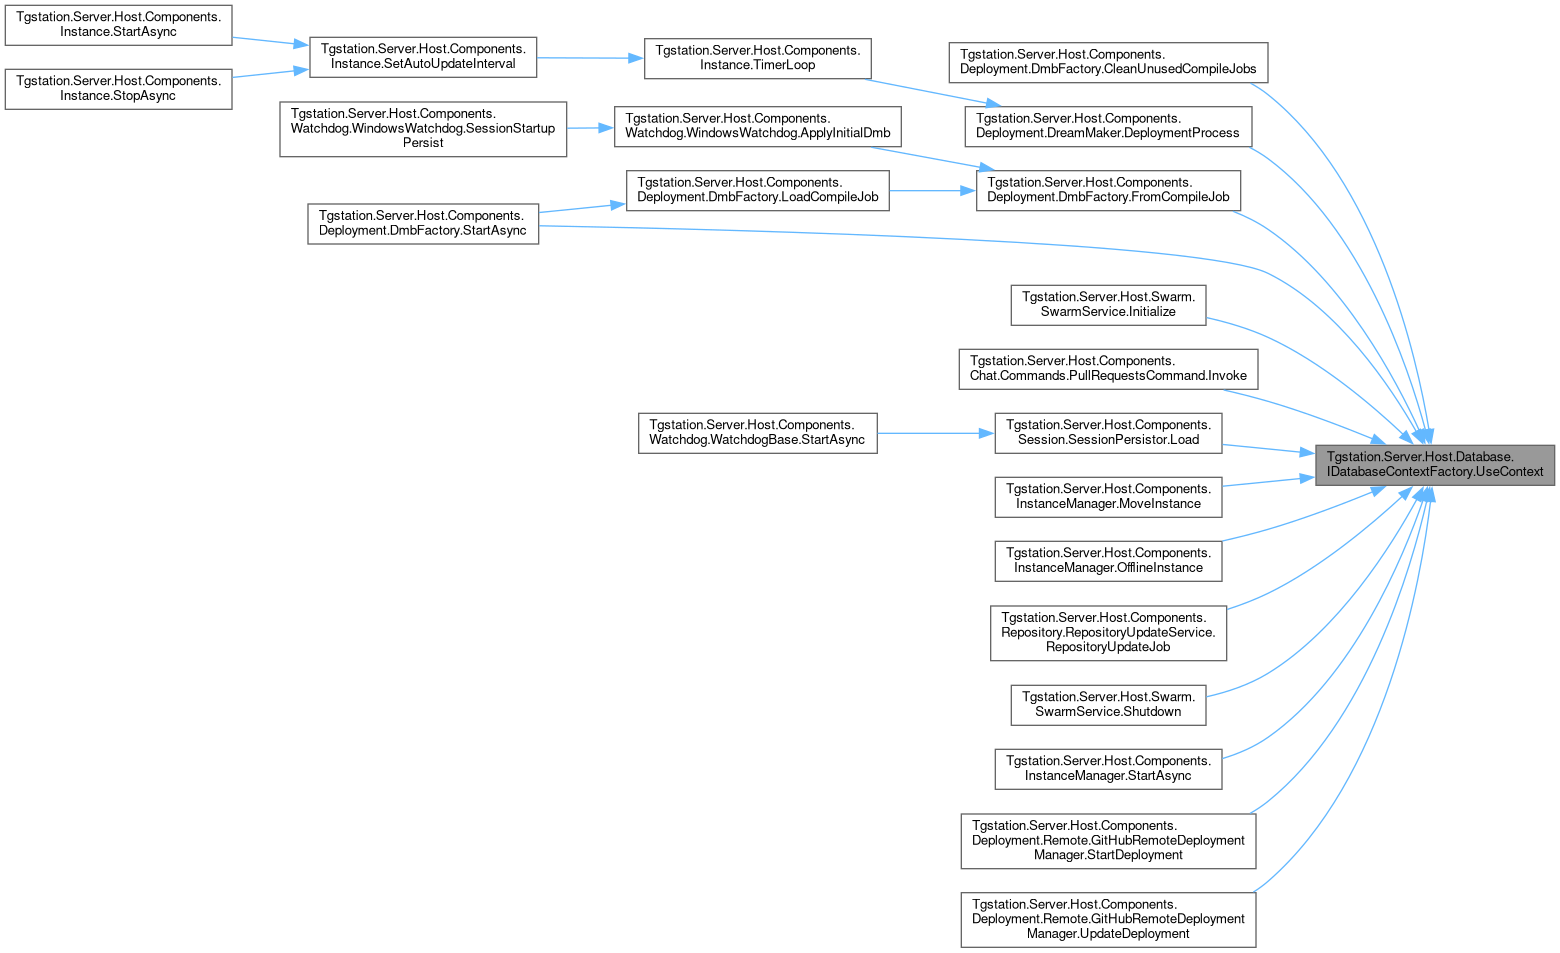 Tgstation.Server.Host.Components.
Instance.StartAsync
Tgstation.Server.Host.Components.
Instance.StopAsync
Tgstation.Server.Host.Components.
Instance.SetAutoUpdateInterval
Tgstation.Server.Host.Components.
Instance.TimerLoop
Tgstation.Server.Host.Components.
Deployment.DmbFactory.CleanUnusedCompileJobs
Tgstation.Server.Host.Components.
Watchdog.WindowsWatchdog.SessionStartup
Persist
Tgstation.Server.Host.Components.
Watchdog.WindowsWatchdog.ApplyInitialDmb
Tgstation.Server.Host.Components.
Deployment.DreamMaker.DeploymentProcess
Tgstation.Server.Host.Components.
Deployment.DmbFactory.LoadCompileJob
Tgstation.Server.Host.Components.
Deployment.DmbFactory.FromCompileJob
Tgstation.Server.Host.Components.
Deployment.DmbFactory.StartAsync
Tgstation.Server.Host.Swarm.
SwarmService.Initialize
Tgstation.Server.Host.Components.
Chat.Commands.PullRequestsCommand.Invoke
Tgstation.Server.Host.Components.
Watchdog.WatchdogBase.StartAsync
Tgstation.Server.Host.Components.
Session.SessionPersistor.Load
Tgstation.Server.Host.Database.
IDatabaseContextFactory.UseContext
Tgstation.Server.Host.Components.
InstanceManager.MoveInstance
Tgstation.Server.Host.Components.
InstanceManager.OfflineInstance
Tgstation.Server.Host.Components.
Repository.RepositoryUpdateService.
RepositoryUpdateJob
Tgstation.Server.Host.Swarm.
SwarmService.Shutdown
Tgstation.Server.Host.Components.
InstanceManager.StartAsync
Tgstation.Server.Host.Components.
Deployment.Remote.GitHubRemoteDeployment
Manager.StartDeployment
Tgstation.Server.Host.Components.
Deployment.Remote.GitHubRemoteDeployment
Manager.UpdateDeployment